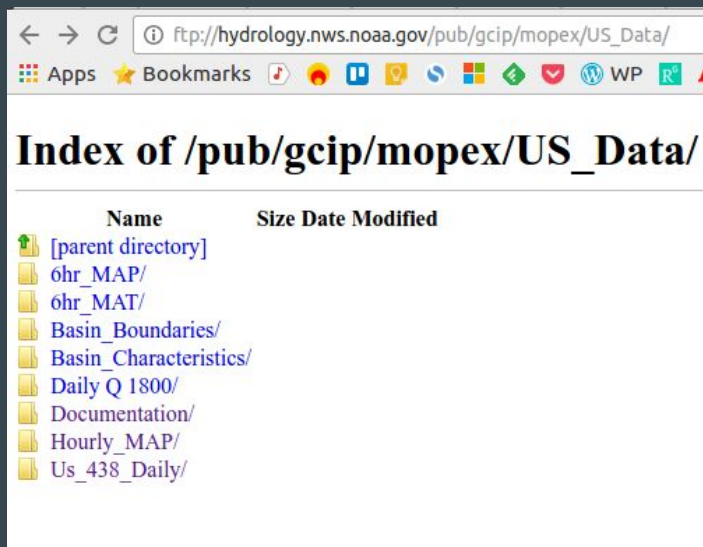 ftp://hydrology.nws.noaa.gov/pub/gcip/mopex/US_Data/
Apps Bookmarks WP
Index of /pub/gcip/mopex/US_Data/
Name Size Date Modified
[parent directory]
6hr_MAP/
6hr_MAT/
Basin_Boundaries/
Basin_Characteristics/
Daily Q 1800/
Documentation/
Hourly_MAP/
Us_438_Daily/